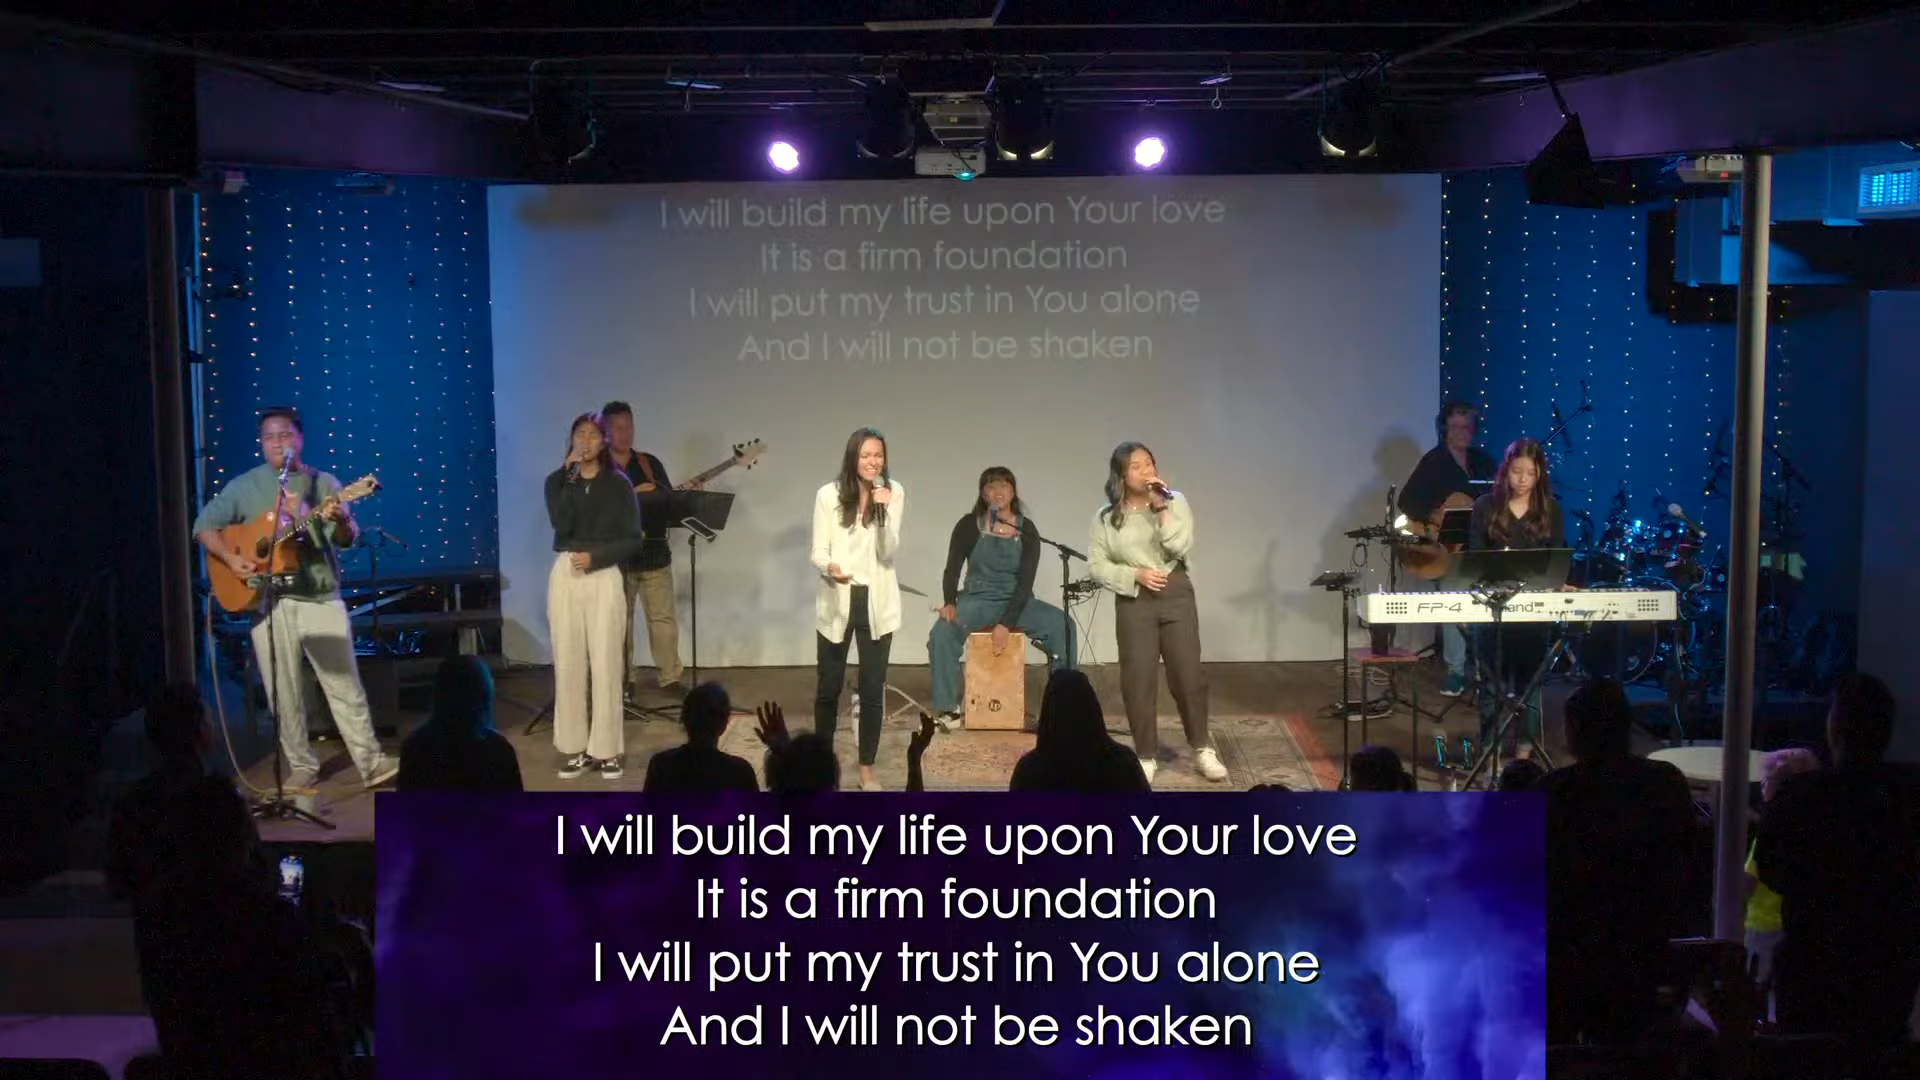 I will build my life upon Your love
It is a firm foundation
I will put my trust in You alone
And I will not be shaken
FP-4 Roland
I will build my life upon Your love
It is a firm foundation
I will put my trust in You alone
And I will not be shaken